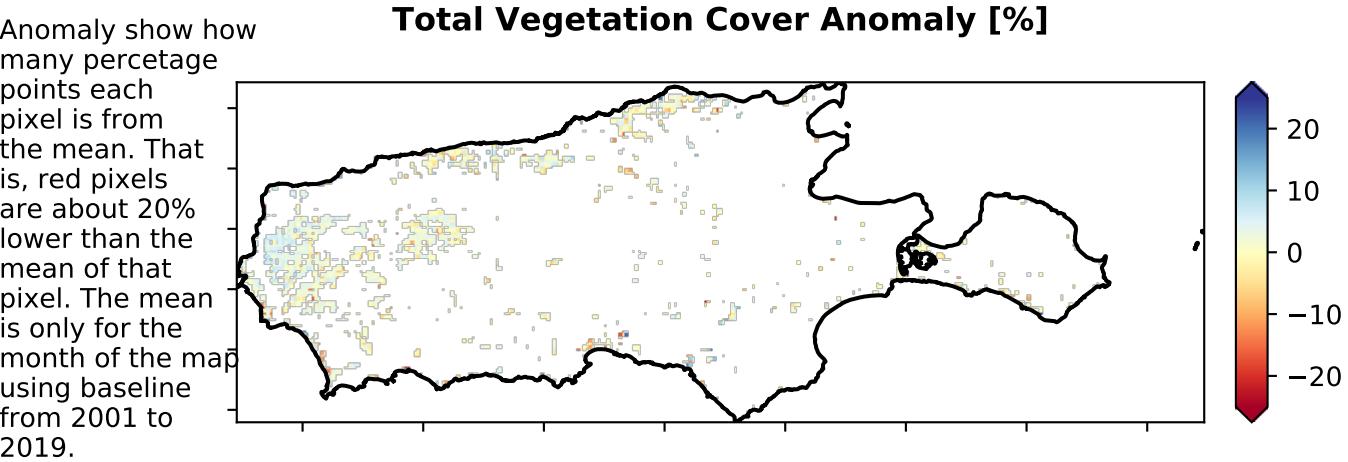 Total Vegetation Cover Anomaly [%]
Anomaly show how
many percetage
points each
pixel is from
the mean. That
is, red pixels
are about 20%
lower than the
mean of that
pixel. The mean
is only for the
month of the map
using baseline
from 2001 to
2019.
20
10
0
−10
−20